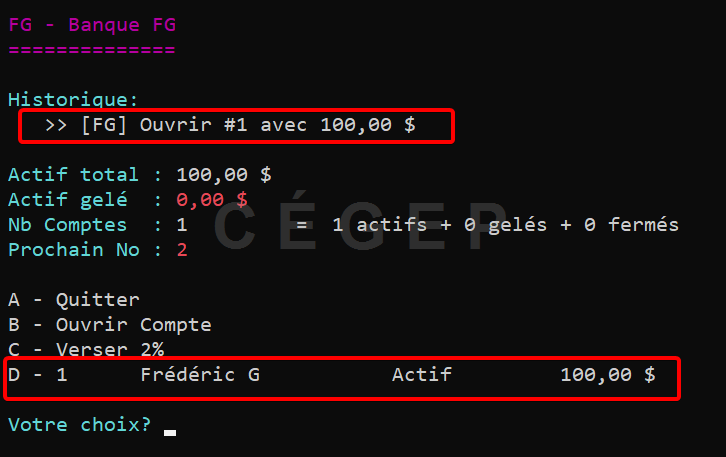 FG - Banque FG
==============
Historique:
>> [FG] Ouvrir #1 avec 100,00 $
Actif total : 100,00 $
Actif gelé : 0,00 $
Nb Comptes : 1 = 1 actifs + 0 gelés + 0 fermés
Prochain No : 2
CÉGEP
A - Quitter
B - Ouvrir Compte
C - Verser 2%
D - 1 Frédéric G Actif 100,00 $
Votre choix?